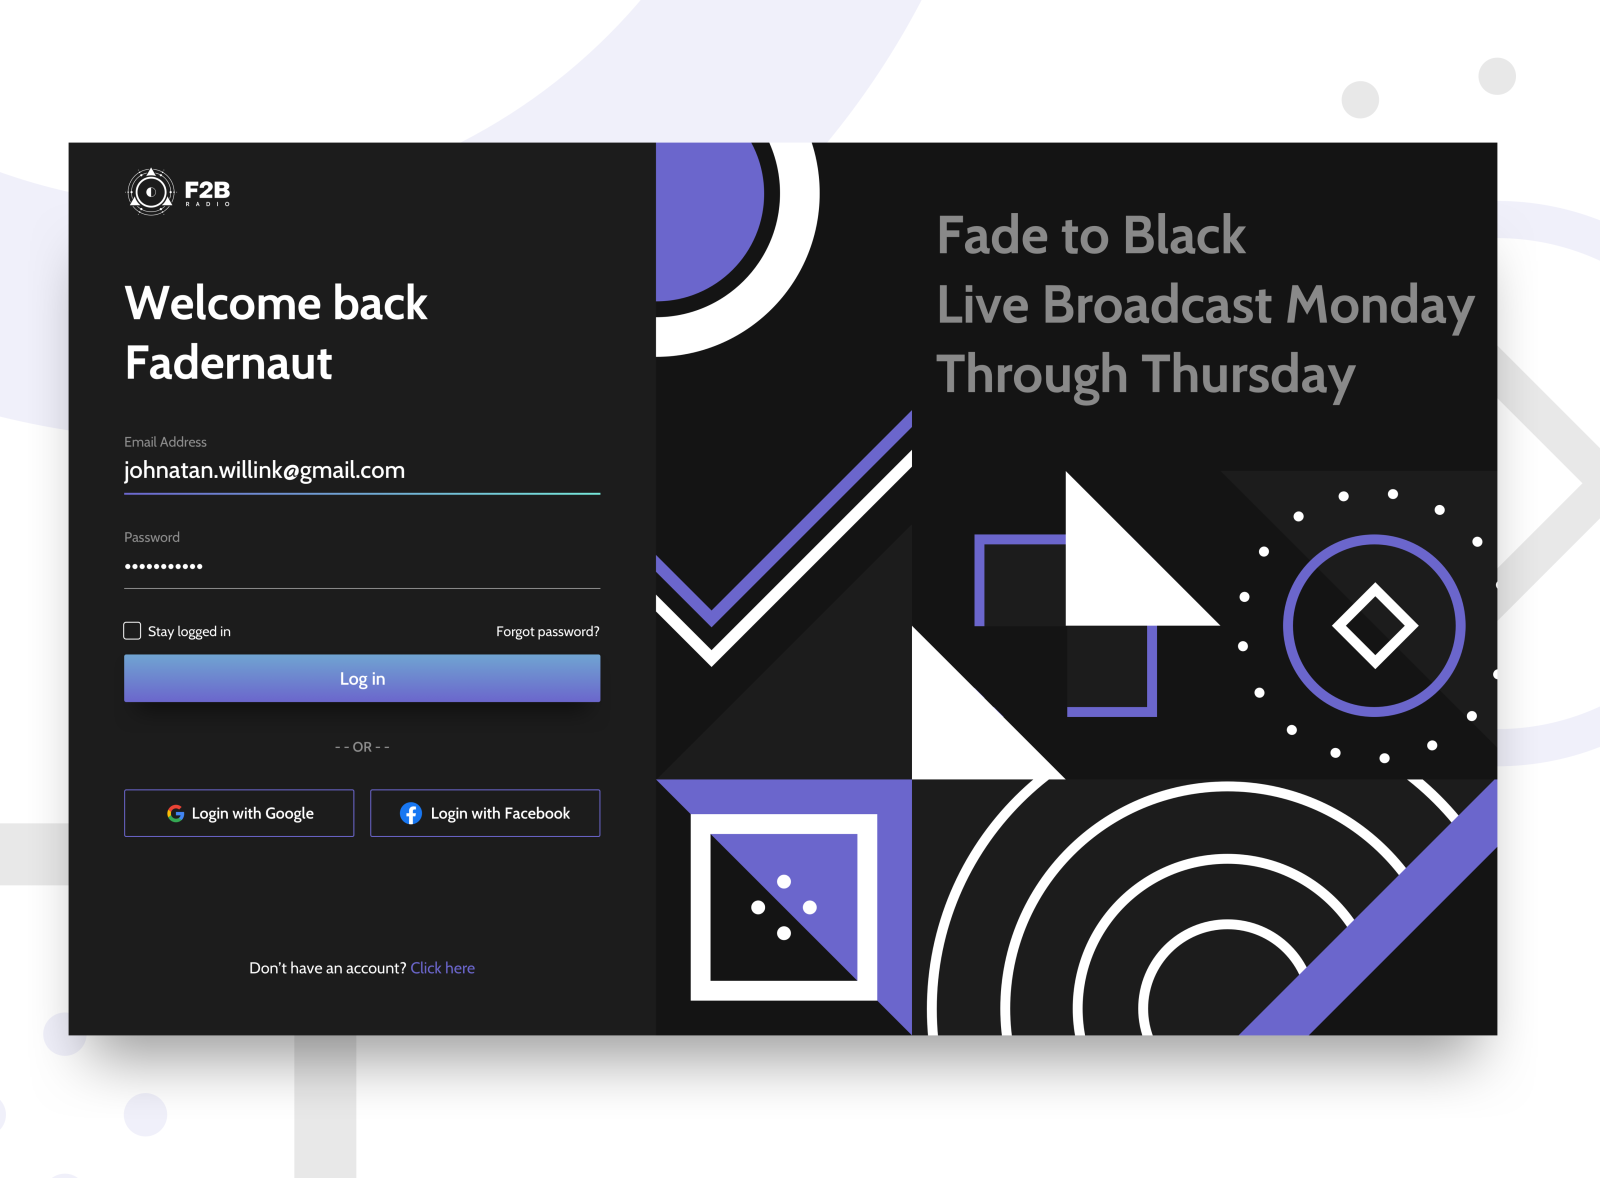 F2B
RADIO
Welcome back
Fadernaut
Email Address
johnatan.willink@gmail.com
Password
•••••••••••
Stay logged in
Forgot password?
Log in
- - OR - -
Login with Google
Login with Facebook
Don't have an account? Click here
Fade to Black
Live Broadcast Monday
Through Thursday